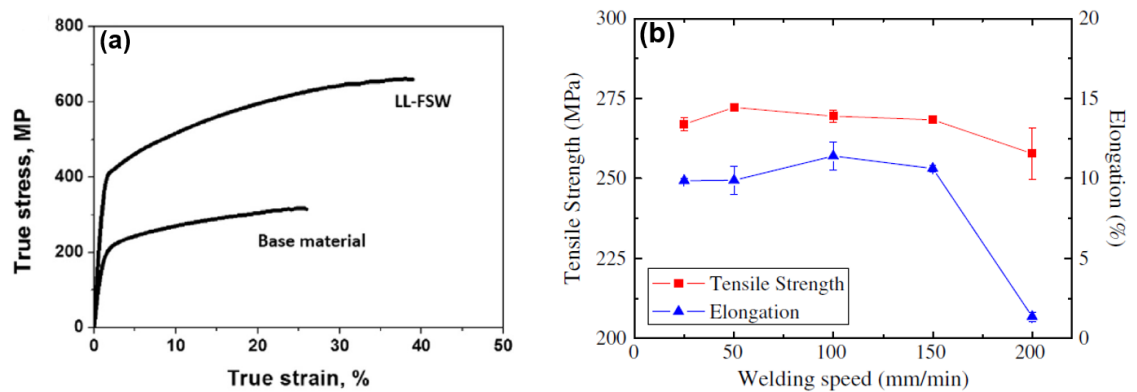 (a)
True stress, MP
800
600
400
200
0
LL-FSW
Base material
0 10 20 30 40 50
True strain, %
(b)
Tensile Strength (MPa)
300
275
250
225
200
Tensile Strength
Elongation
20
15
10
5
0
Elongation (%)
0 50 100 150 200
Welding speed (mm/min)